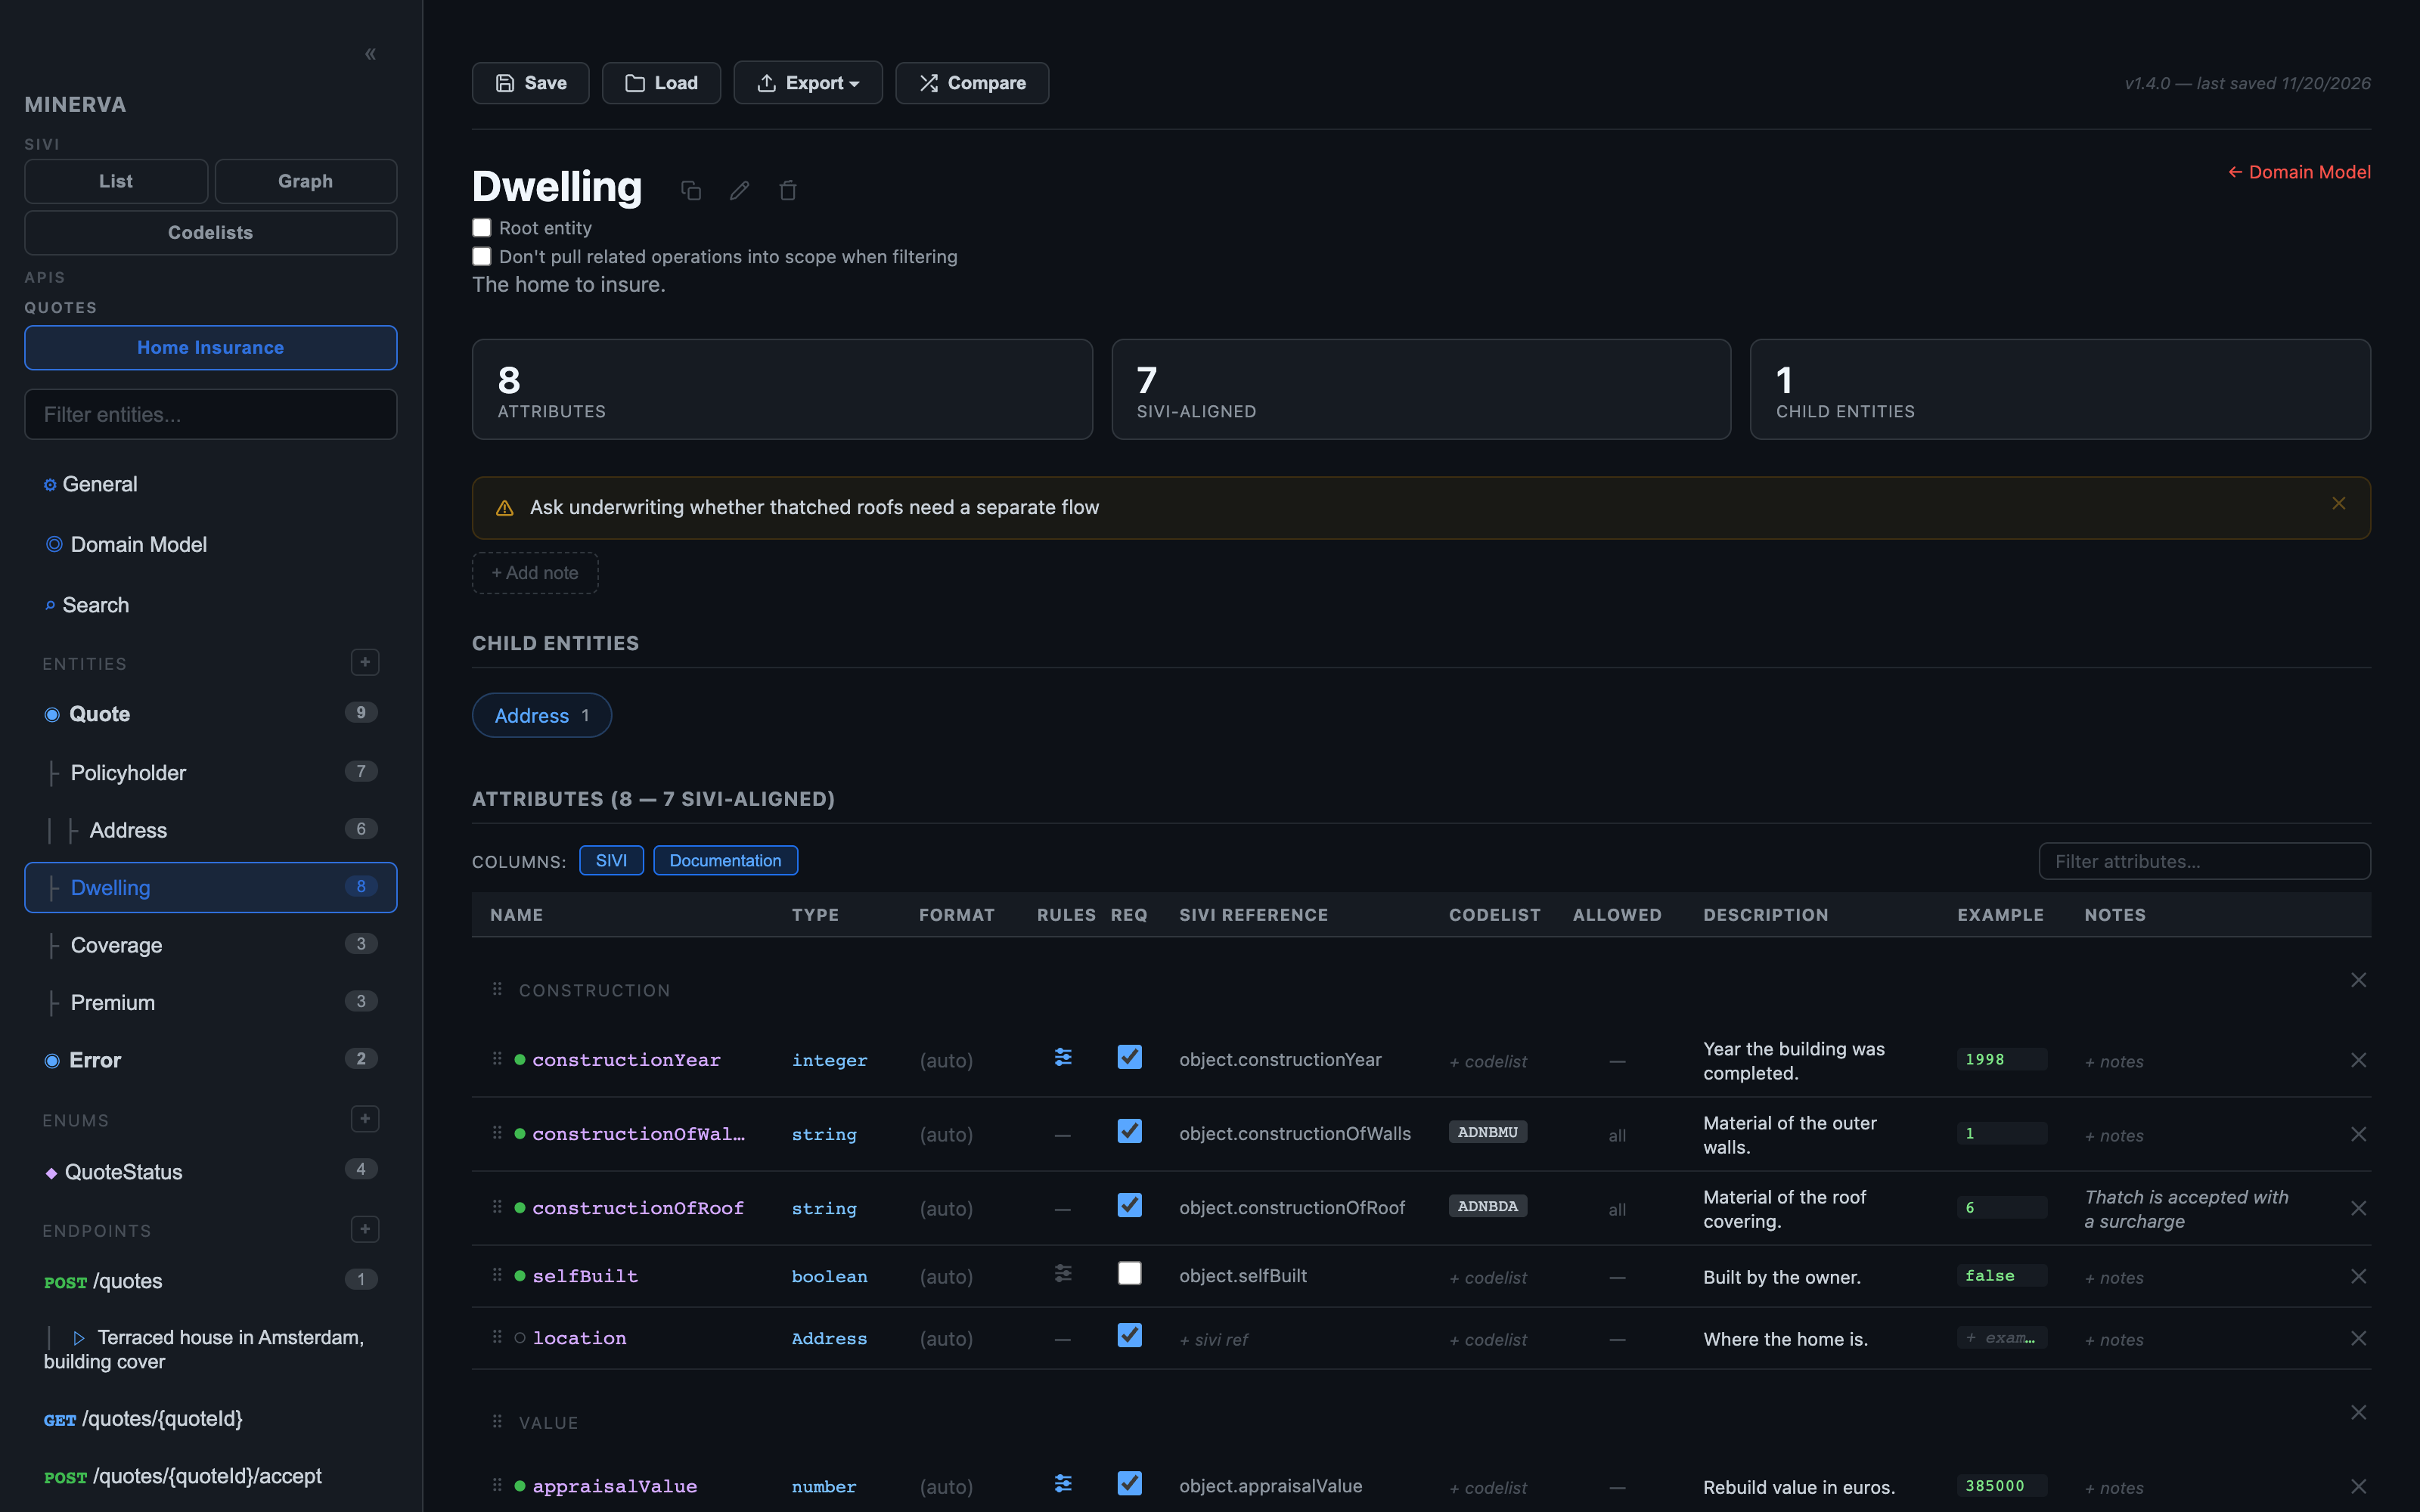 «
MINERVA
SIVI
List
Graph
Codelists
APIS
QUOTES
Home Insurance
Filter entities...
General
Domain Model
Search
ENTITIES +
Quote 9
Policyholder 7
Address 6
Dwelling 8
Coverage 3
Premium 3
Error 2
ENUMS +
QuoteStatus 4
ENDPOINTS +
POST /quotes 1
Terraced house in Amsterdam,
building cover
GET /quotes/{quoteId}
POST /quotes/{quoteId}/accept
Save
Load
Export
Compare
v1.4.0 — last saved 11/20/2026
Dwelling
← Domain Model
Root entity
Don't pull related operations into scope when filtering
The home to insure.
8
ATTRIBUTES
7
SIVI-ALIGNED
1
CHILD ENTITIES
Ask underwriting whether thatched roofs need a separate flow
+ Add note
CHILD ENTITIES
Address 1
ATTRIBUTES (8 — 7 SIVI-ALIGNED)
COLUMNS: SIVI Documentation
Filter attributes...
NAME TYPE FORMAT RULES REQ SIVI REFERENCE CODELIST ALLOWED DESCRIPTION EXAMPLE NOTES
CONSTRUCTION
constructionYear integer (auto) object.constructionYear + codelist — Year the building was completed. 1998 + notes
constructionOfWal… string (auto) — object.constructionOfWalls ADNBMU all Material of the outer walls. 1 + notes
constructionOfRoof string (auto) — object.constructionOfRoof ADNBDA all Material of the roof covering. 6 Thatch is accepted with a surcharge
selfBuilt boolean (auto) object.selfBuilt + codelist — Built by the owner. false + notes
location Address (auto) — + sivi ref + codelist — Where the home is. + exam… + notes
VALUE
appraisalValue number (auto) object.appraisalValue + codelist — Rebuild value in euros. 385000 + notes